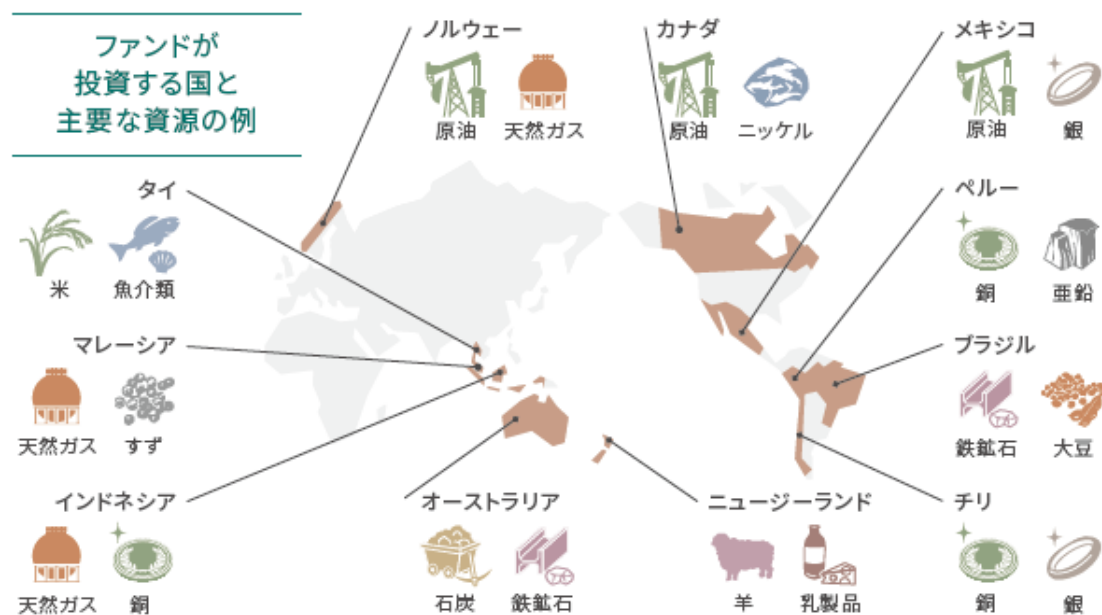 ファンドが
投資する国と
主要な資源の例
ノルウェー
原油 天然ガス
カナダ
原油 ニッケル
メキシコ
原油 銀
タイ
米 魚介類
ペルー
銅 亜鉛
マレーシア
天然ガス すず
ブラジル
鉄鉱石 大豆
インドネシア
天然ガス 銅
オーストラリア
石炭 鉄鉱石
ニュージーランド
羊 乳製品
チリ
銅 銀